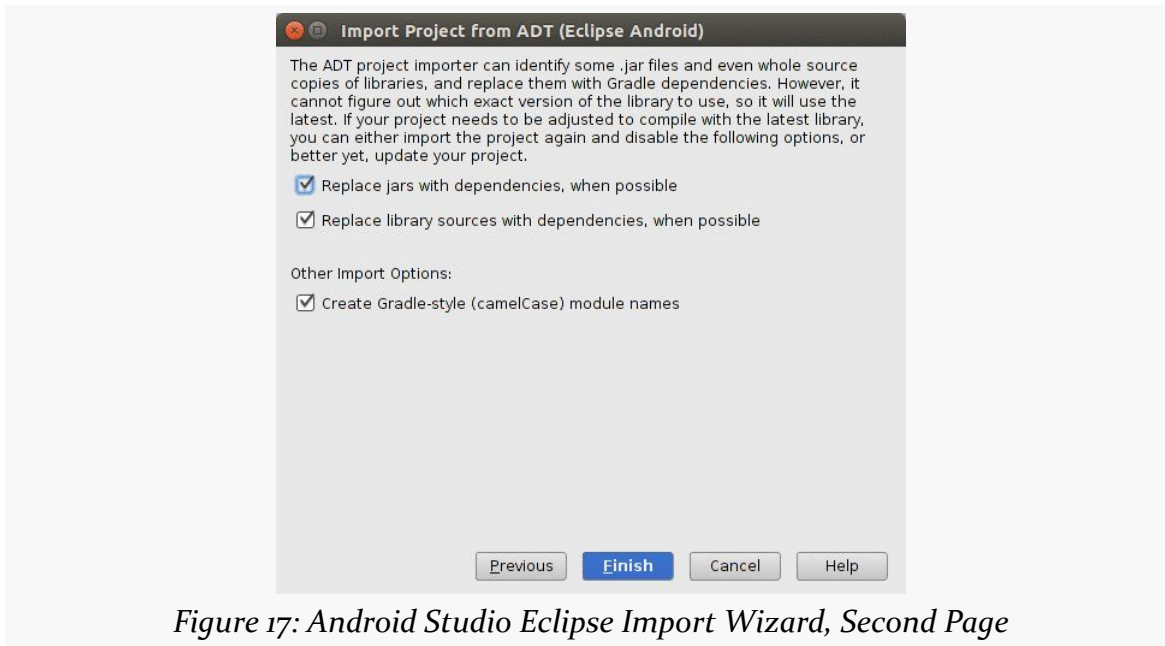 Import Project from ADT (Eclipse Android)
The ADT project importer can identify some .jar files and even whole source
copies of libraries, and replace them with Gradle dependencies. However, it
cannot figure out which exact version of the library to use, so it will use the
latest. If your project needs to be adjusted to compile with the latest library,
you can either import the project again and disable the following options, or
better yet, update your project.
Replace jars with dependencies, when possible
Replace library sources with dependencies, when possible
Other Import Options:
Create Gradle-style (camelCase) module names
Previous Finish Cancel Help
Figure 17: Android Studio Eclipse Import Wizard, Second Page